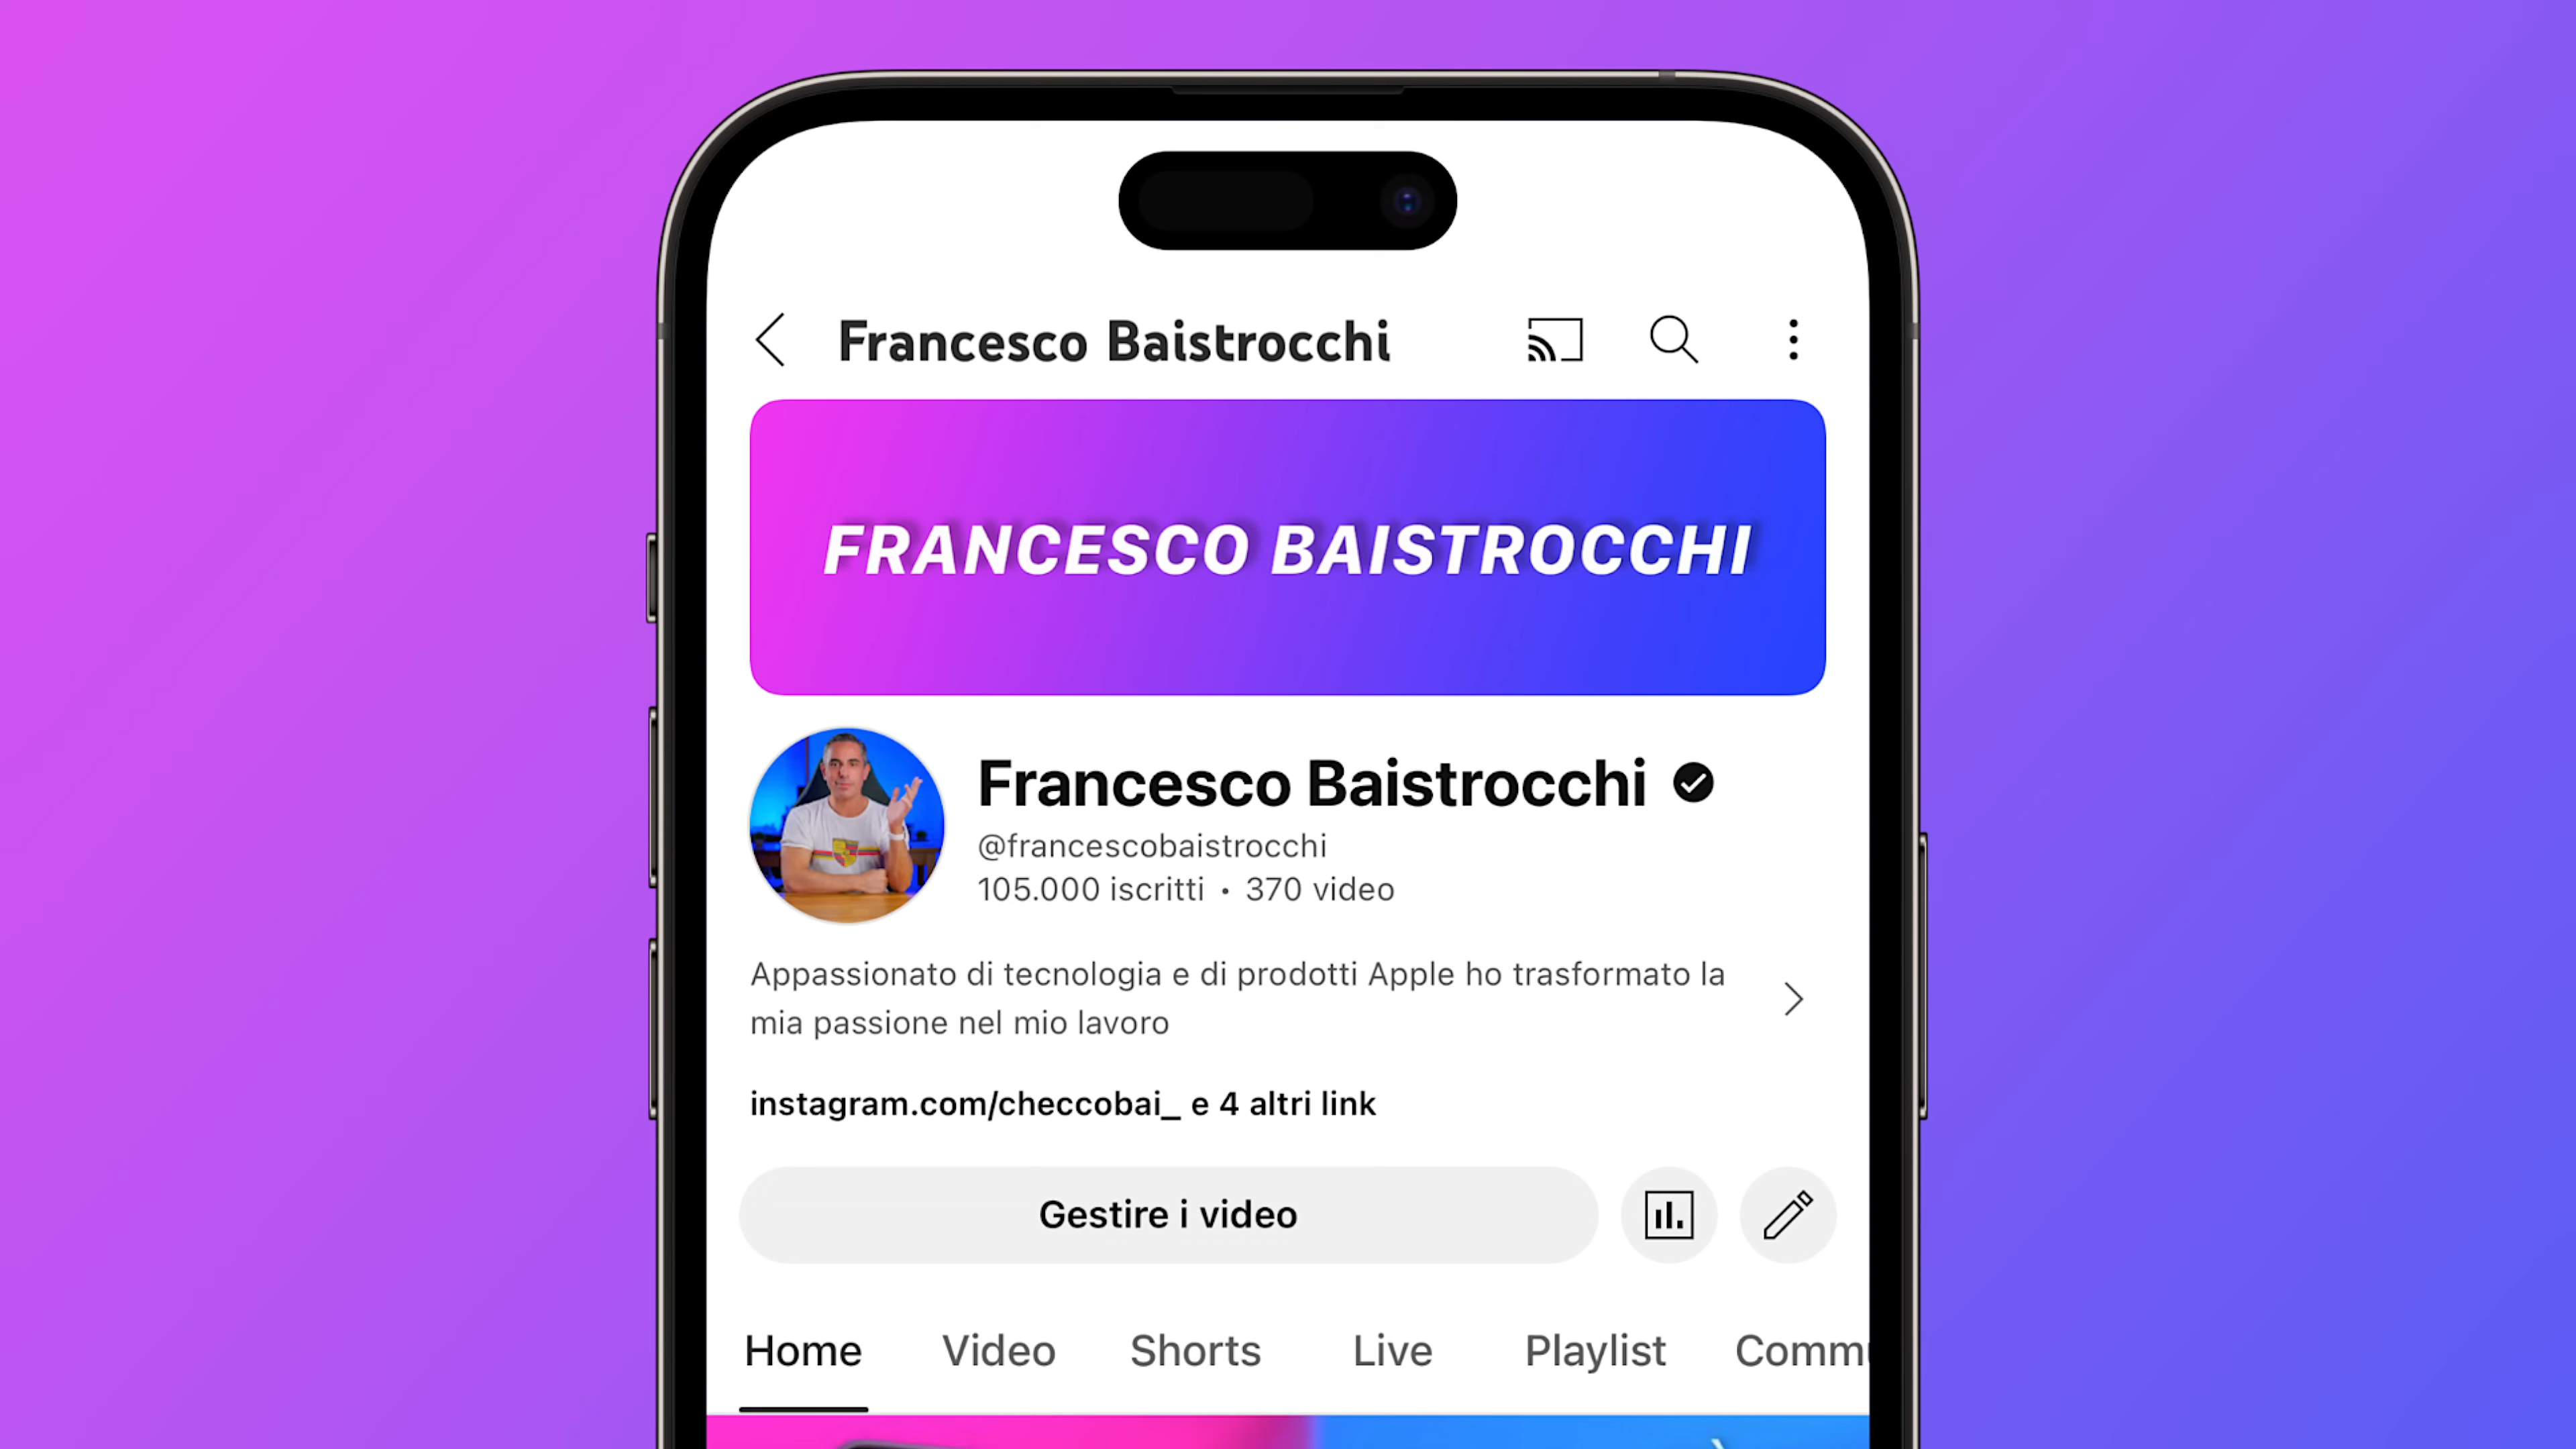 Francesco Baistrocchi
FRANCESCO BAISTROCCHI
Francesco Baistrocchi
@francescobaistrocchi
105.000 iscritti • 370 video
Appassionato di tecnologia e di prodotti Apple ho trasformato la
mia passione nel mio lavoro
instagram.com/checcobai_ e 4 altri link
Gestire i video
Home Video Shorts Live Playlist Commu